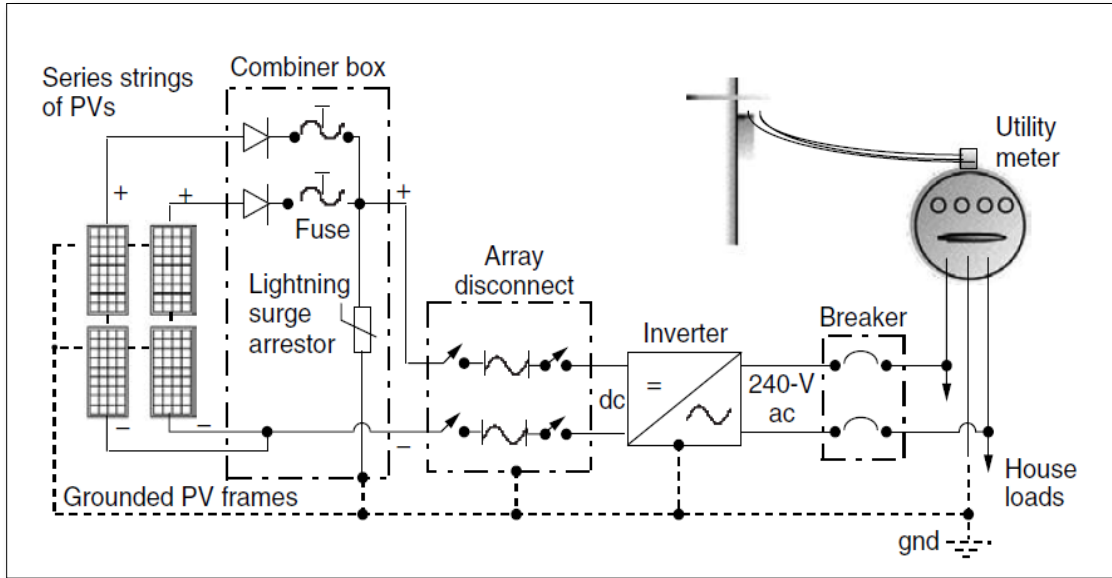 Series strings
of PVs
Combiner box
Utility
meter
+
+
+
Fuse
Lightning
surge
arrestor
Array
disconnect
Inverter
Breaker
=
dc
240-V
ac
–
–
–
Grounded PV frames
House
loads
gnd